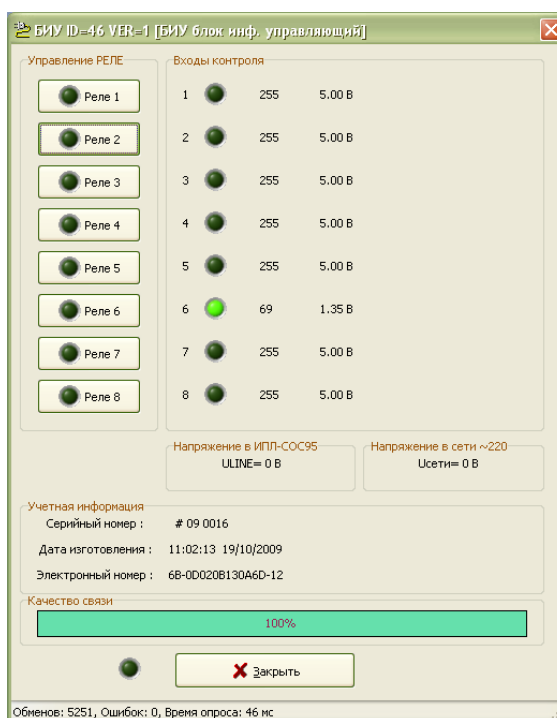 БИУ ID=46 VER=1 [БИУ блок инф. управляющий]
Управление РЕЛЕ
Реле 1
Реле 2
Реле 3
Реле 4
Реле 5
Реле 6
Реле 7
Реле 8
Входы контроля
1 255 5.00 В
2 255 5.00 В
3 255 5.00 В
4 255 5.00 В
5 255 5.00 В
6 69 1.35 В
7 255 5.00 В
8 255 5.00 В
Напряжение в ИПЛ-СОС95
ULINE= 0 В
Напряжение в сети ~220
Uсети= 0 В
Учетная информация
Серийный номер : # 09 0016
Дата изготовления : 11:02:13 19/10/2009
Электронный номер : 6B-0D020B130A6D-12
Качество связи
100%
Закрыть
Обменов: 5251, Ошибок: 0, Время опроса: 46 мс